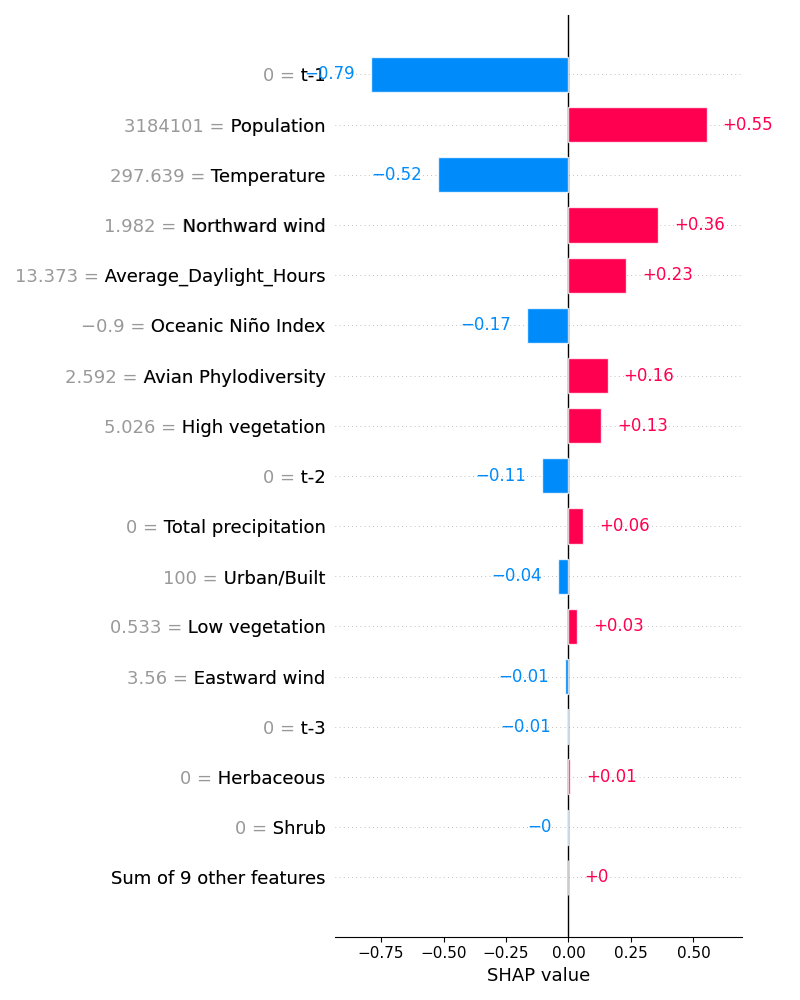 0 = t-1 −0.79
3184101 = Population +0.55
297.639 = Temperature −0.52
1.982 = Northward wind +0.36
13.373 = Average_Daylight_Hours +0.23
−0.9 = Oceanic Niño Index −0.17
2.592 = Avian Phylodiversity +0.16
5.026 = High vegetation +0.13
0 = t-2 −0.11
0 = Total precipitation +0.06
100 = Urban/Built −0.04
0.533 = Low vegetation +0.03
3.56 = Eastward wind −0.01
0 = t-3 −0.01
0 = Herbaceous +0.01
0 = Shrub −0
Sum of 9 other features +0
−0.75 −0.50 −0.25 0.00 0.25 0.50
SHAP value